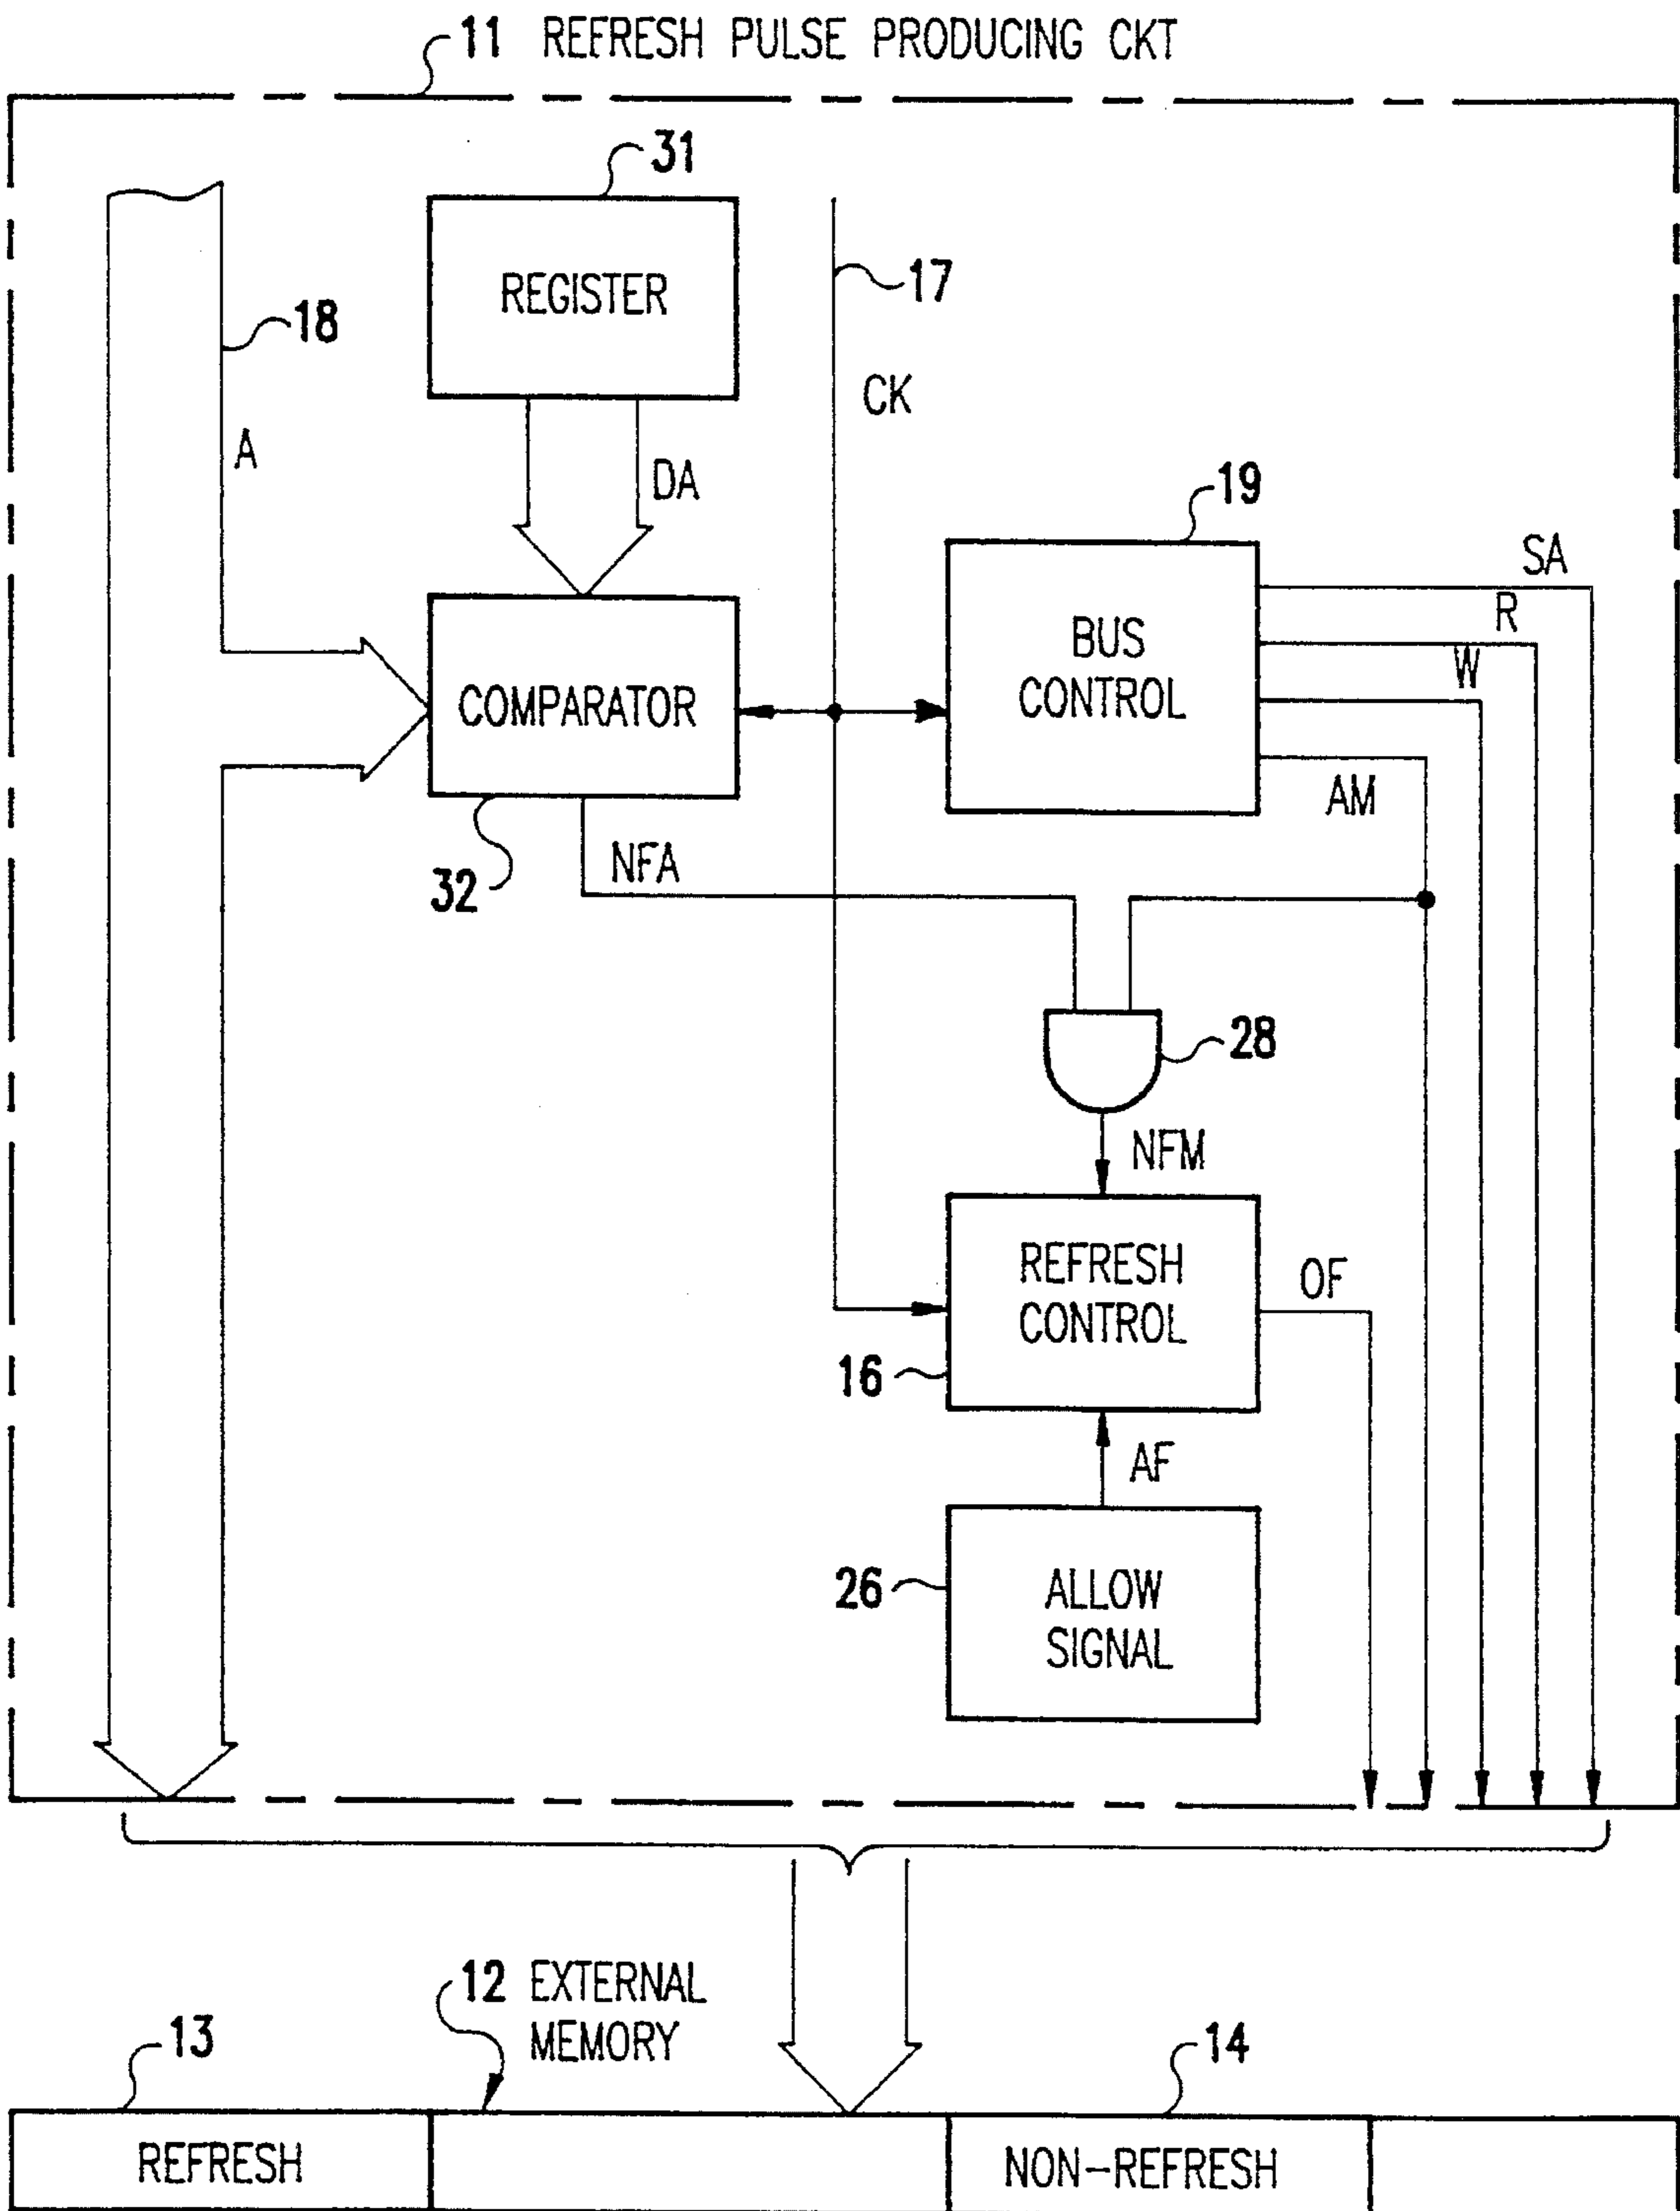 11 REFRESH PULSE PRODUCING CKT
31
REGISTER
17
18
CK
A
DA
19
SA
R
BUS
CONTROL
W
COMPARATOR
AM
NFA
32
28
NFM
REFRESH
CONTROL
OF
16
AF
26
ALLOW
SIGNAL
12 EXTERNAL
MEMORY
13
14
REFRESH
NON-REFRESH